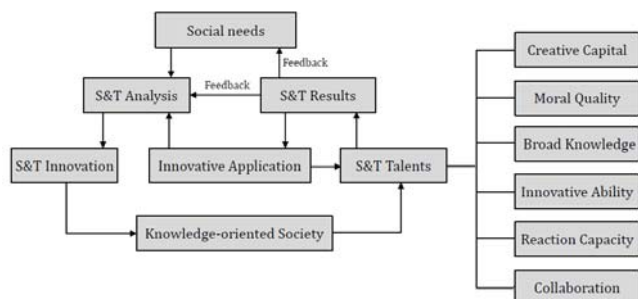 Social needs
Creative Capital
Feedback
Feedback
S&T Analysis
S&T Results
Moral Quality
Broad Knowledge
S&T Innovation
Innovative Application
S&T Talents
Innovative Ability
Knowledge-oriented Society
Reaction Capacity
Collaboration